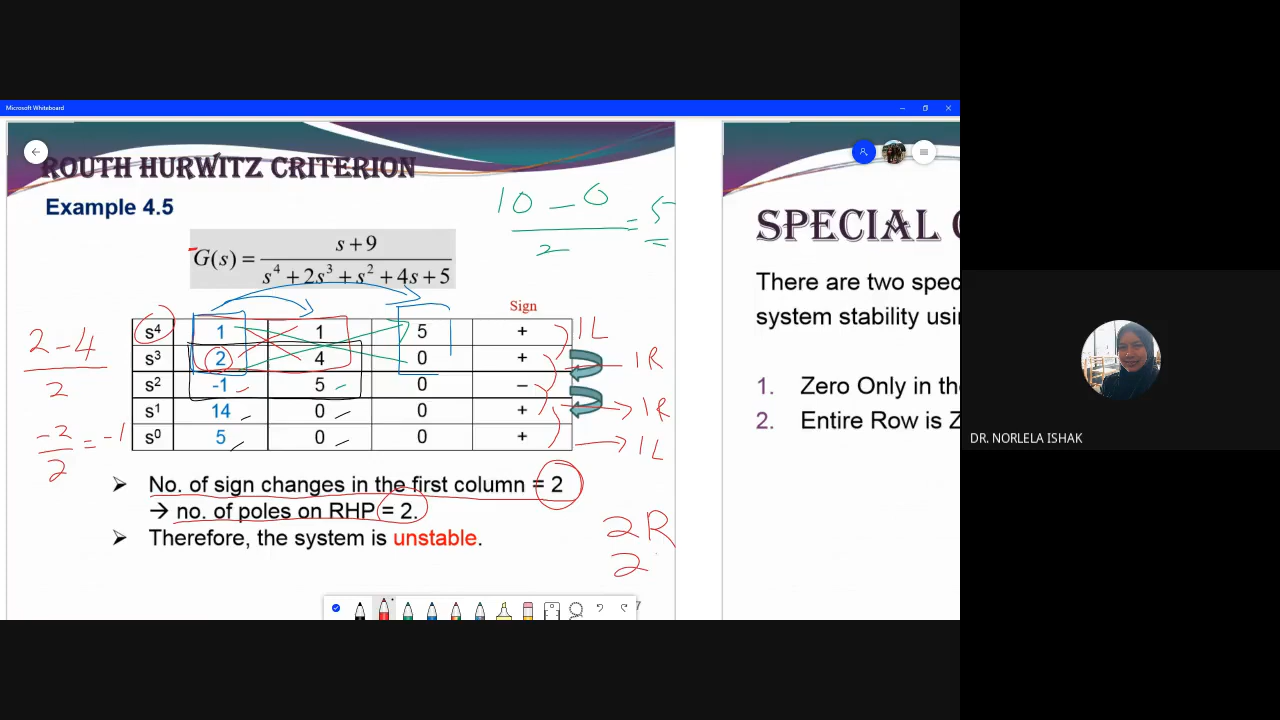 Microsoft Whiteboard
ROUTH HURWITZ CRITERION
Example 4.5
G(s) = (s + 9) / (s⁴ + 2s³ + s² + 4s + 5)
10 - 0 / 2 = 5
Sign
s⁴ 1 1 5 + 1L
s³ 2 4 0 + 1R
s² -1 5 0 –
s¹ 14 0 0 + 1R
s⁰ 5 0 0 + 1L
2 - 4 / 2
-2 / 2 = -1
➢ No. of sign changes in the first column = 2
→ no. of poles on RHP = 2.
➢ Therefore, the system is unstable.
2R
2
7
SPECIAL
There are two spec
system stability usin
1. Zero Only in the
2. Entire Row is Z
DR. NORLELA ISHAK